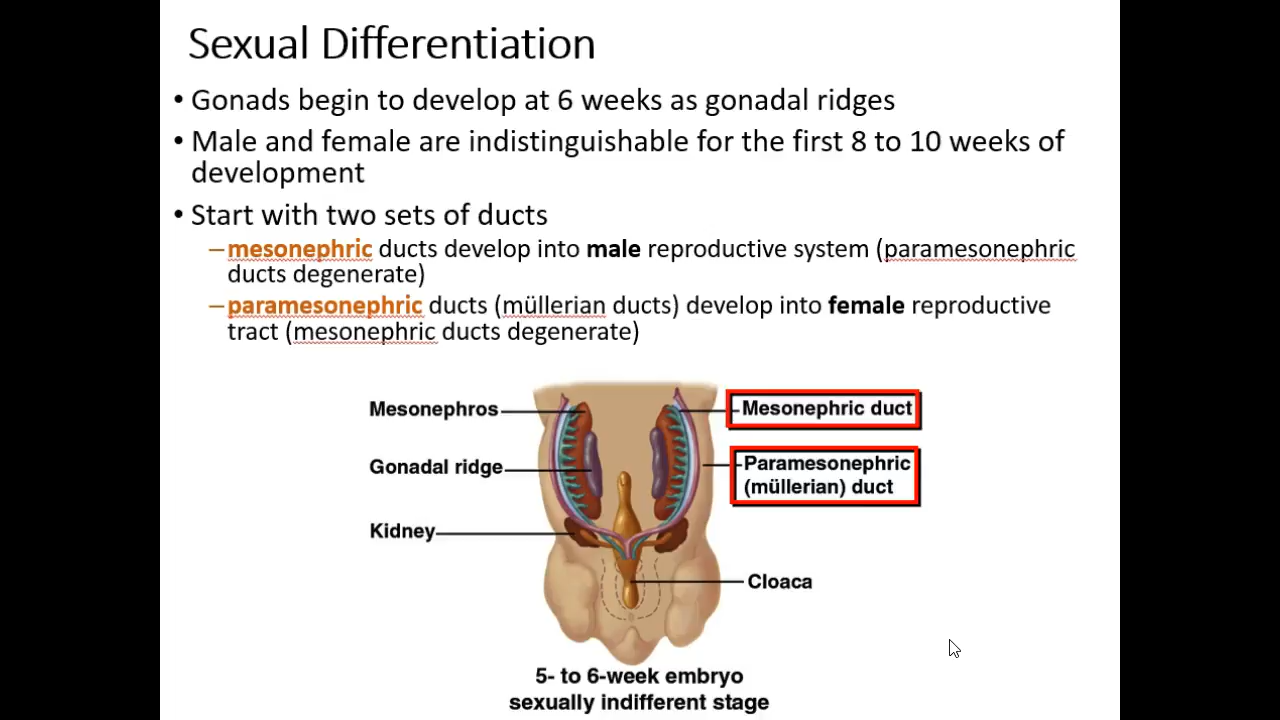 Sexual Differentiation
• Gonads begin to develop at 6 weeks as gonadal ridges
• Male and female are indistinguishable for the first 8 to 10 weeks of
development
• Start with two sets of ducts
–mesonephric ducts develop into male reproductive system (paramesonephric
ducts degenerate)
–paramesonephric ducts (müllerian ducts) develop into female reproductive
tract (mesonephric ducts degenerate)
Mesonephros
Mesonephric duct
Gonadal ridge
Paramesonephric
(müllerian) duct
Kidney
Cloaca
5- to 6-week embryo
sexually indifferent stage